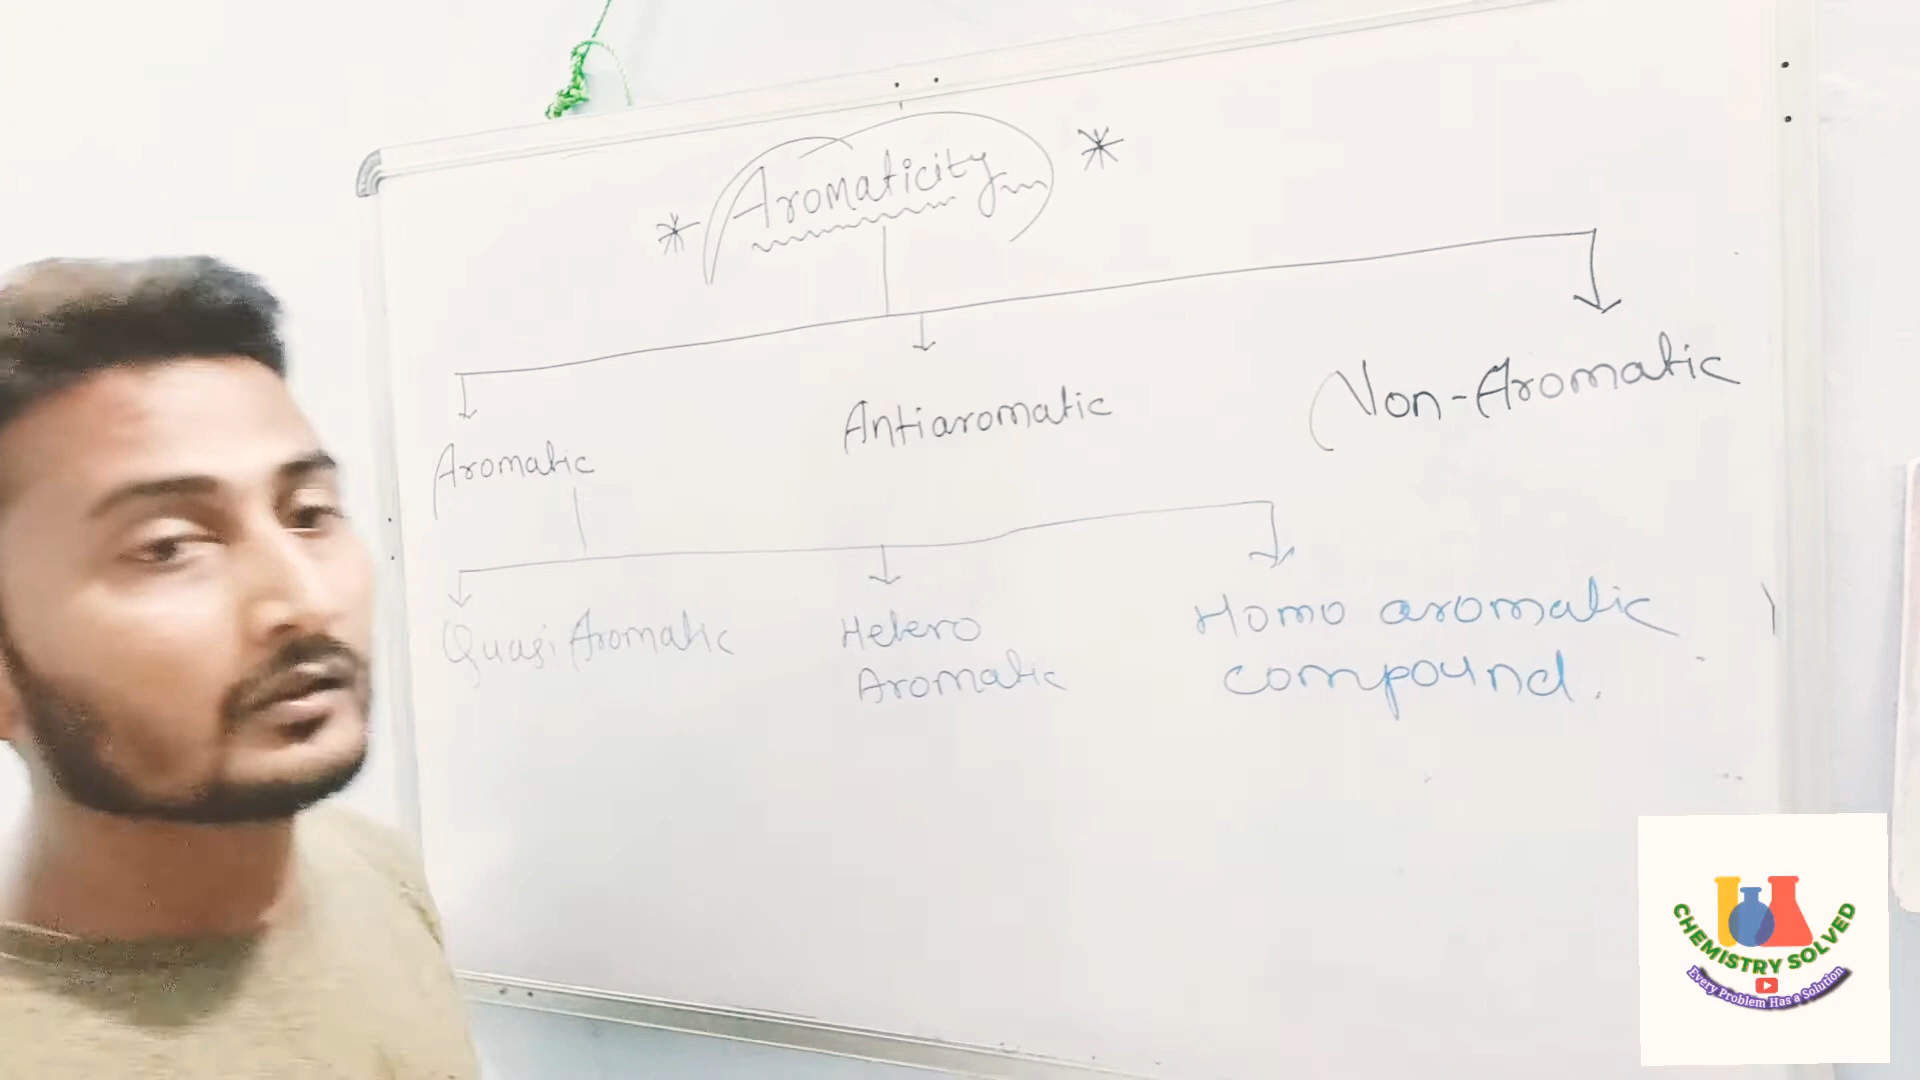 * Aromaticity *
Aromatic
Antiaromatic
Non-Aromatic
Quasi Aromatic
Hetero
Aromatic
Homo aromatic
compound.
CHEMISTRY SOLVED
Every Problem Has a Solution